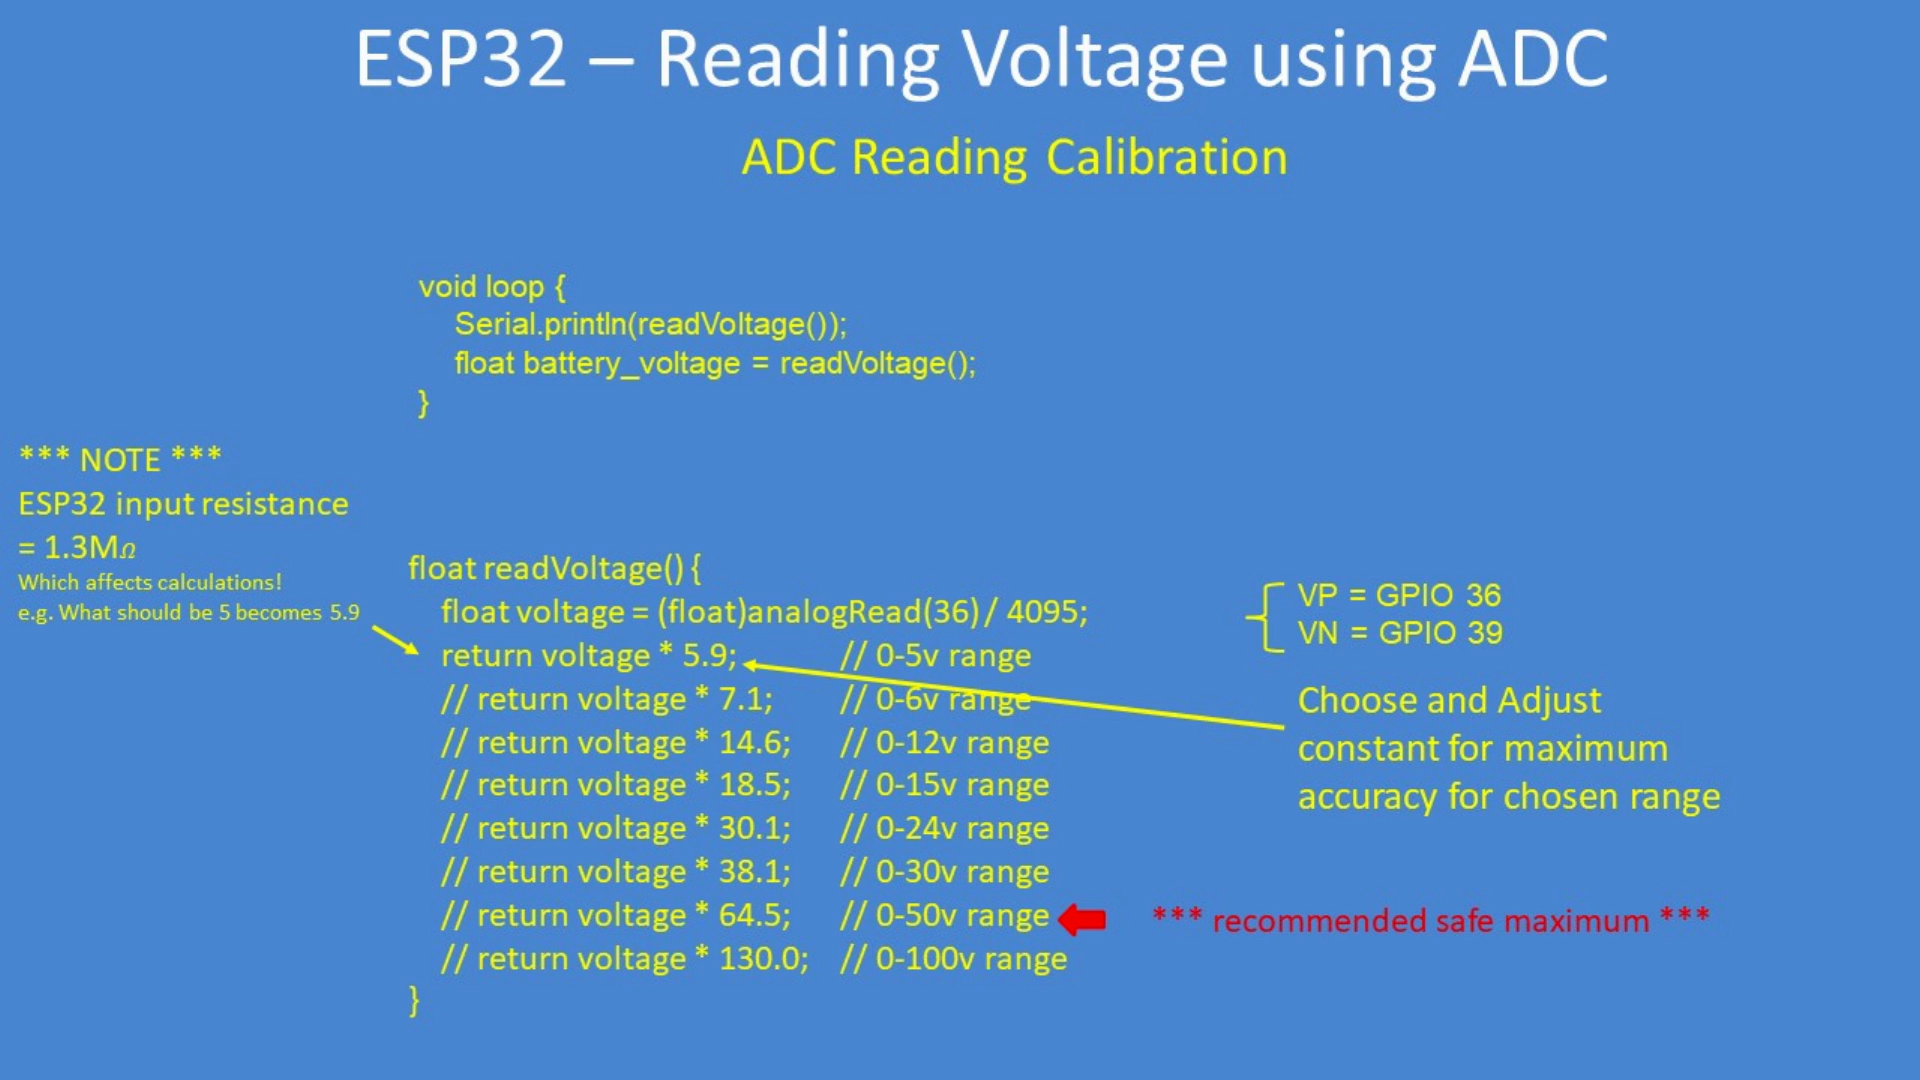 ESP32 – Reading Voltage using ADC
ADC Reading Calibration
void loop {
Serial.println(readVoltage());
float battery_voltage = readVoltage();
}
*** NOTE ***
ESP32 input resistance
= 1.3MΩ
Which affects calculations!
e.g. What should be 5 becomes 5.9
float readVoltage() {
float voltage = (float)analogRead(36) / 4095;
return voltage * 5.9; // 0-5v range
// return voltage * 7.1; // 0-6v range
// return voltage * 14.6; // 0-12v range
// return voltage * 18.5; // 0-15v range
// return voltage * 30.1; // 0-24v range
// return voltage * 38.1; // 0-30v range
// return voltage * 64.5; // 0-50v range
// return voltage * 130.0; // 0-100v range
}
VP = GPIO 36
VN = GPIO 39
Choose and Adjust
constant for maximum
accuracy for chosen range
*** recommended safe maximum ***